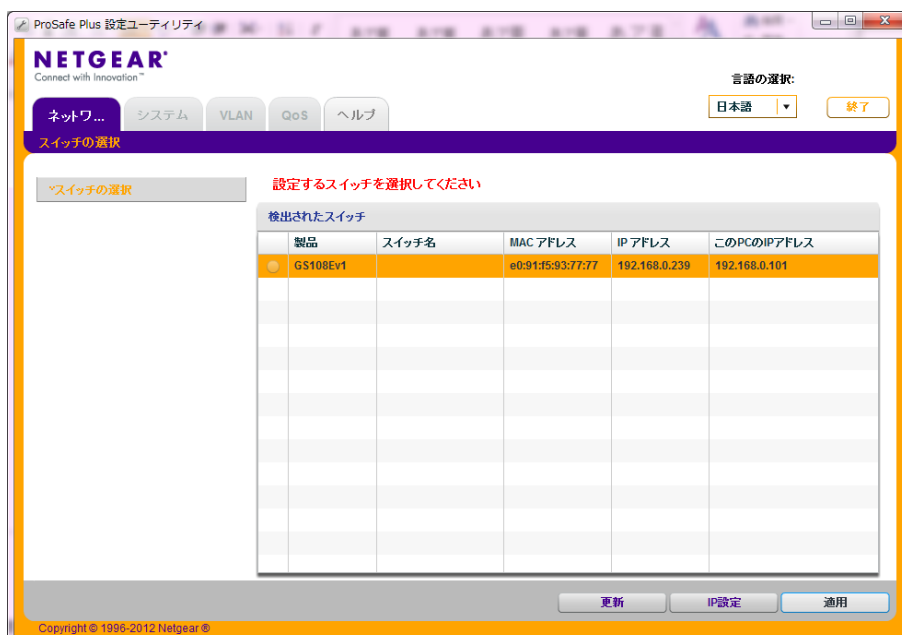 ProSafe Plus 設定ユーティリティ
NETGEAR®
Connect with Innovation™
言語の選択:
日本語
終了
ネットワ...
システム
VLAN
QoS
ヘルプ
スイッチの選択
スイッチの選択
設定するスイッチを選択してください
検出されたスイッチ
製品 スイッチ名 MAC アドレス IP アドレス このPCのIPアドレス
GS108Ev1 e0:91:f5:93:77:77 192.168.0.239 192.168.0.101
更新
IP設定
適用
Copyright © 1996-2012 Netgear ®